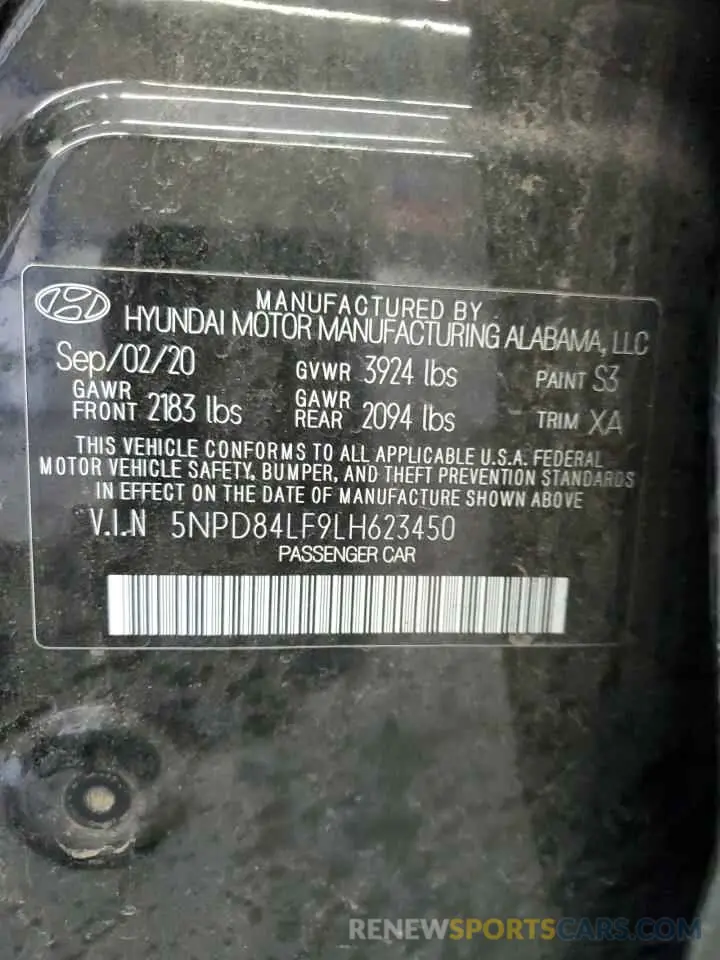 MANUFACTURED BY
HYUNDAI MOTOR MANUFACTURING ALABAMA, LLC
Sep/02/20 GVWR 3924 lbs PAINT S3
GAWR FRONT 2183 lbs GAWR REAR 2094 lbs TRIM XA
THIS VEHICLE CONFORMS TO ALL APPLICABLE U.S.A. FEDERAL
MOTOR VEHICLE SAFETY, BUMPER, AND THEFT PREVENTION STANDARDS
IN EFFECT ON THE DATE OF MANUFACTURE SHOWN ABOVE
V.I.N 5NPD84LF9LH623450
PASSENGER CAR
RENEWSPORTSCARS.COM